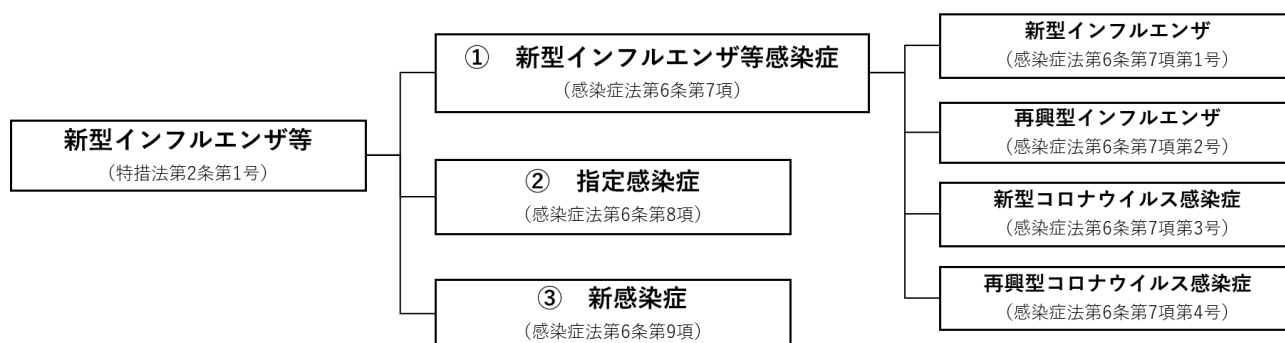 新型インフルエンザ等
（特措法第2条第1号）
① 新型インフルエンザ等感染症
（感染症法第6条第7項）
② 指定感染症
（感染症法第6条第8項）
③ 新感染症
（感染症法第6条第9項）
新型インフルエンザ
（感染症法第6条第7項第1号）
再興型インフルエンザ
（感染症法第6条第7項第2号）
新型コロナウイルス感染症
（感染症法第6条第7項第3号）
再興型コロナウイルス感染症
（感染症法第6条第7項第4号）